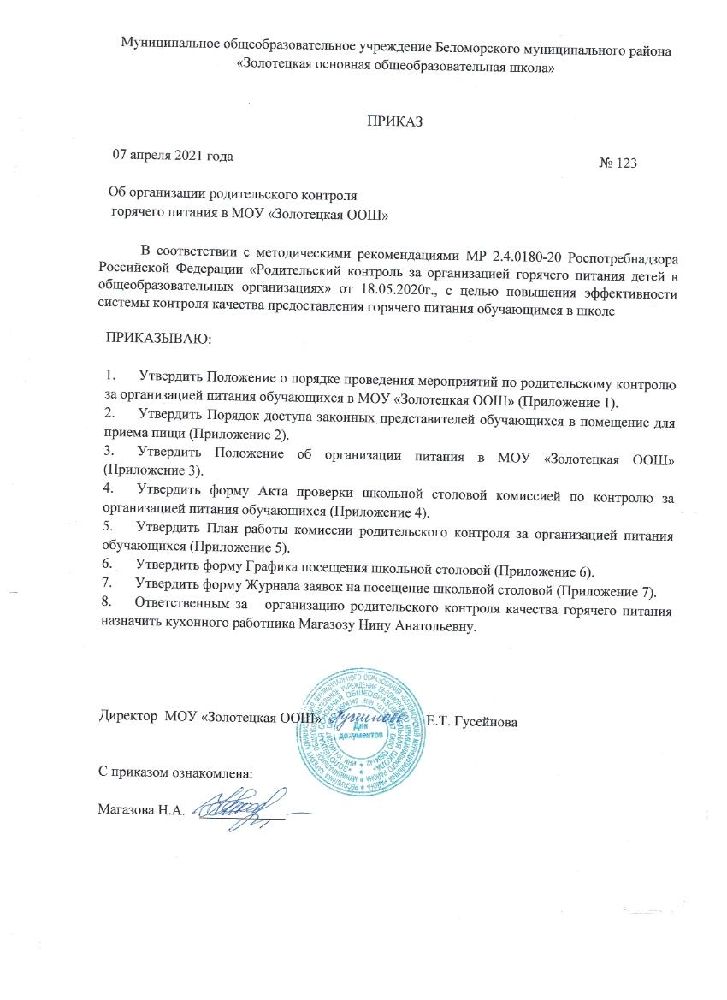 Муниципальное общеобразовательное учреждение Беломорского муниципального района
«Золотецкая основная общеобразовательная школа»
ПРИКАЗ
07 апреля 2021 года
№ 123
Об организации родительского контроля
горячего питания в МОУ «Золотецкая ООШ»
В соответствии с методическими рекомендациями МР 2.4.0180-20 Роспотребнадзора
Российской Федерации «Родительский контроль за организацией горячего питания детей в
общеобразовательных организациях» от 18.05.2020г., с целью повышения эффективности
системы контроля качества предоставления горячего питания обучающимся в школе
ПРИКАЗЫВАЮ:
1. Утвердить Положение о порядке проведения мероприятий по родительскому контролю
за организацией питания обучающихся в МОУ «Золотецкая ООШ» (Приложение 1).
2. Утвердить Порядок доступа законных представителей обучающихся в помещение для
приема пищи (Приложение 2).
3. Утвердить Положение об организации питания в МОУ «Золотецкая ООШ»
(Приложение 3).
4. Утвердить форму Акта проверки школьной столовой комиссией по контролю за
организацией питания обучающихся (Приложение 4).
5. Утвердить План работы комиссии родительского контроля за организацией питания
обучающихся (Приложение 5).
6. Утвердить форму Графика посещения школьной столовой (Приложение 6).
7. Утвердить форму Журнала заявок на посещение школьной столовой (Приложение 7).
8. Ответственным за организацию родительского контроля качества горячего питания
назначить кухонного работника Магазозу Нину Анатольевну.
Директор МОУ «Золотецкая ООШ» Е.Т. Гусейнова
Для
документов
С приказом ознакомлена:
Магазова Н.А.